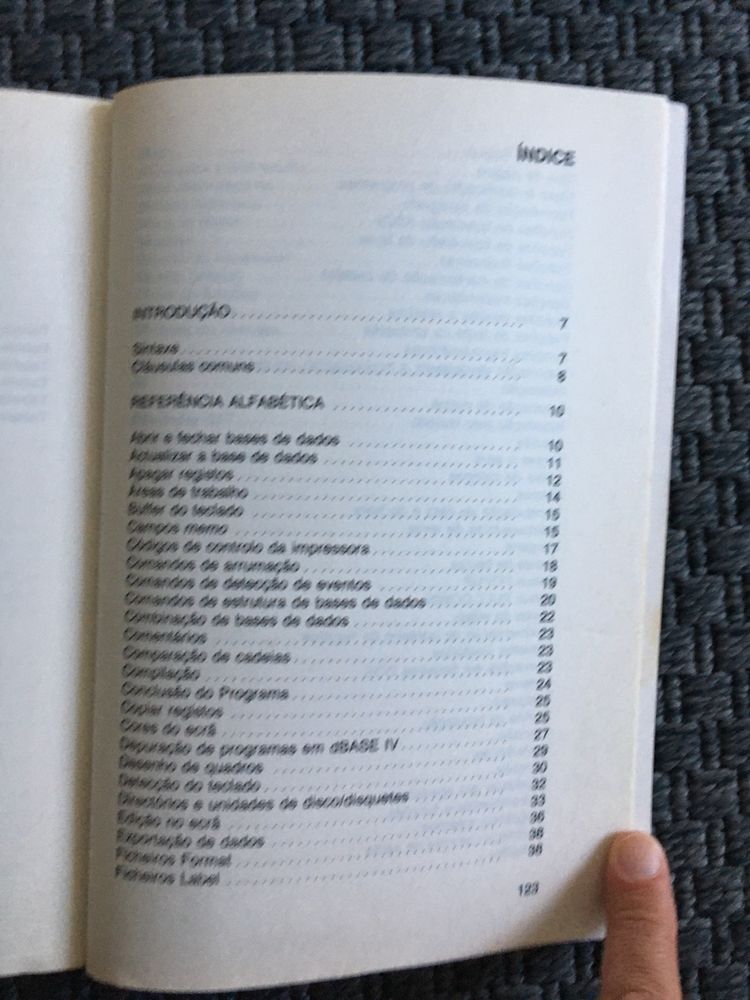 ÍNDICE
INTRODUÇÃO ........ 7
Sintaxe ........ 7
Cláusulas comuns ........ 8
REFERÊNCIA ALFABÉTICA ........ 10
Abrir e fechar bases de dados ........ 10
Actualizar a base de dados ........ 11
Apagar registos ........ 12
Áreas de trabalho ........ 14
Buffer do teclado ........ 15
Campos memo ........ 15
Códigos de controlo da impressora ........ 17
Comandos de arrumação ........ 18
Comandos de detecção de eventos ........ 19
Comandos de estrutura de bases de dados ........ 20
Combinação de bases de dados ........ 22
Comentários ........ 23
Comparação de cadeias ........ 23
Compilação ........ 23
Conclusão do Programa ........ 24
Copiar registos ........ 25
Cores do ecrã ........ 25
Depuração de programas em dBASE IV ........ 27
Desenho de quadros ........ 29
Detecção do teclado ........ 30
Directórios e unidades de disco/disquetes ........ 32
Edição no ecrã ........ 33
Exportação de dados ........ 36
Ficheiros Format ........ 38
Ficheiros Label ........ 38
123